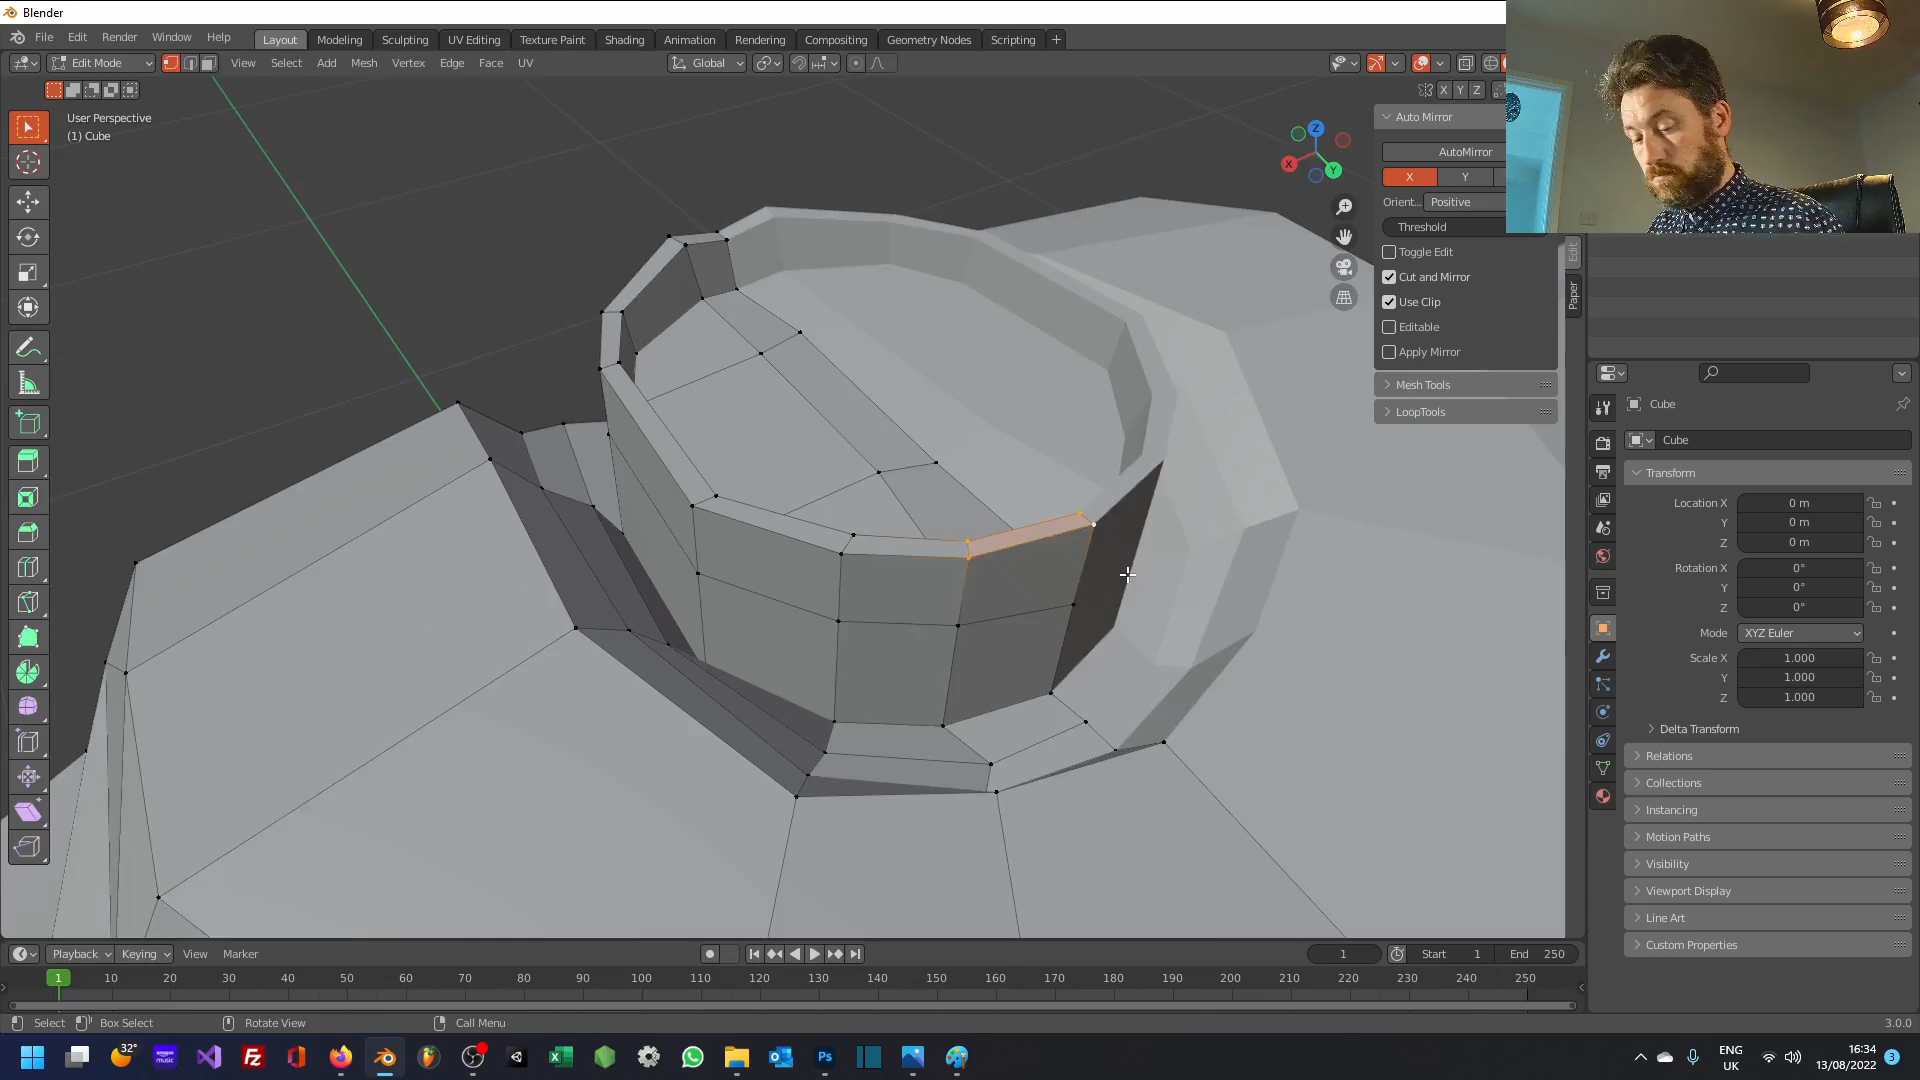 Blender
File Edit Render Window Help Layout Modeling Sculpting UV Editing Texture Paint Shading Animation Rendering Compositing Geometry Nodes Scripting +
Edit Mode View Select Add Mesh Vertex Edge Face UV Global
X Y Z
User Perspective
(1) Cube
Auto Mirror
AutoMirror
X Y
Orient... Positive
Threshold
Toggle Edit
Cut and Mirror
Use Clip
Editable
Apply Mirror
Mesh Tools
LoopTools
Z
X
Y
Edit
Paper
Cube
Cube
Transform
Location X 0 m
Y 0 m
Z 0 m
Rotation X 0°
Y 0°
Z 0°
Mode XYZ Euler
Scale X 1.000
Y 1.000
Z 1.000
Delta Transform
Relations
Collections
Instancing
Motion Paths
Visibility
Viewport Display
Line Art
Custom Properties
Playback Keying View Marker 1 Start 1 End 250
1 10 20 30 40 50 60 70 80 90 100 110 120 130 140 150 160 170 180 190 200 210 220 230 240 250
Select Box Select Rotate View Call Menu 3.0.0
32°
amazon music
Fz
Ps
ENG
UK
16:34
13/08/2022
3